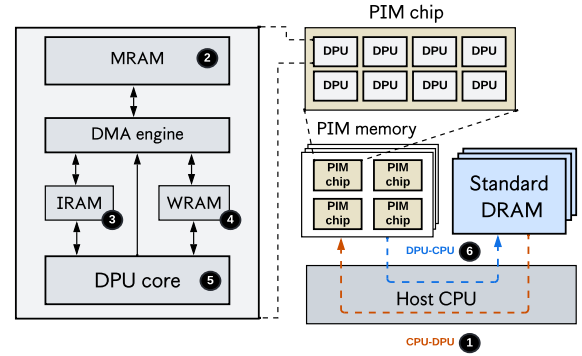 PIM chip
DPU DPU DPU DPU
DPU DPU DPU DPU
MRAM 2
DMA engine
IRAM 3
WRAM 4
DPU core 5
PIM memory
PIM
chip
PIM
chip
PIM
chip
PIM
chip
Standard
DRAM
DPU-CPU 6
Host CPU
CPU-DPU 1